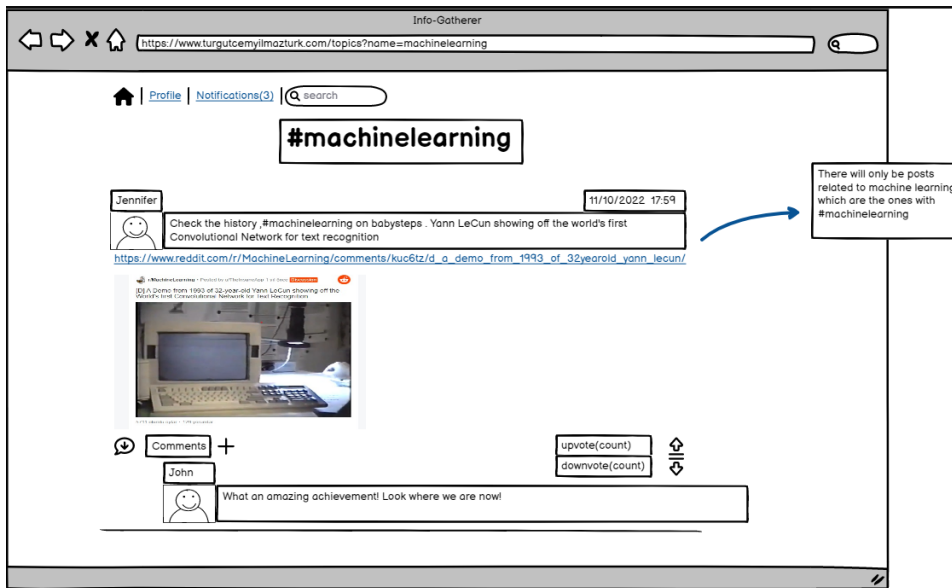 Info-Gatherer
https://www.turgutcemyilmazturk.com/topics?name=machinelearning
Profile Notifications(3) search
#machinelearning
There will only be posts
related to machine learning
which are the ones with
#machinelearning
Jennifer 11/10/2022 17:59
Check the history ,#machinelearning on babysteps . Yann LeCun showing off the world's first
Convolutional Network for text recognition
https://www.reddit.com/r/MachineLearning/comments/kuc6tz/d_a_demo_from_1993_of_32yearold_yann_lecun/
r/MachineLearning • Posted by
[D] A Demo from 1993 of 32-year-old Yann LeCun showing off the
World's first Convolutional Network for Text Recognition
Comments upvote(count)
downvote(count)
John
What an amazing achievement! Look where we are now!